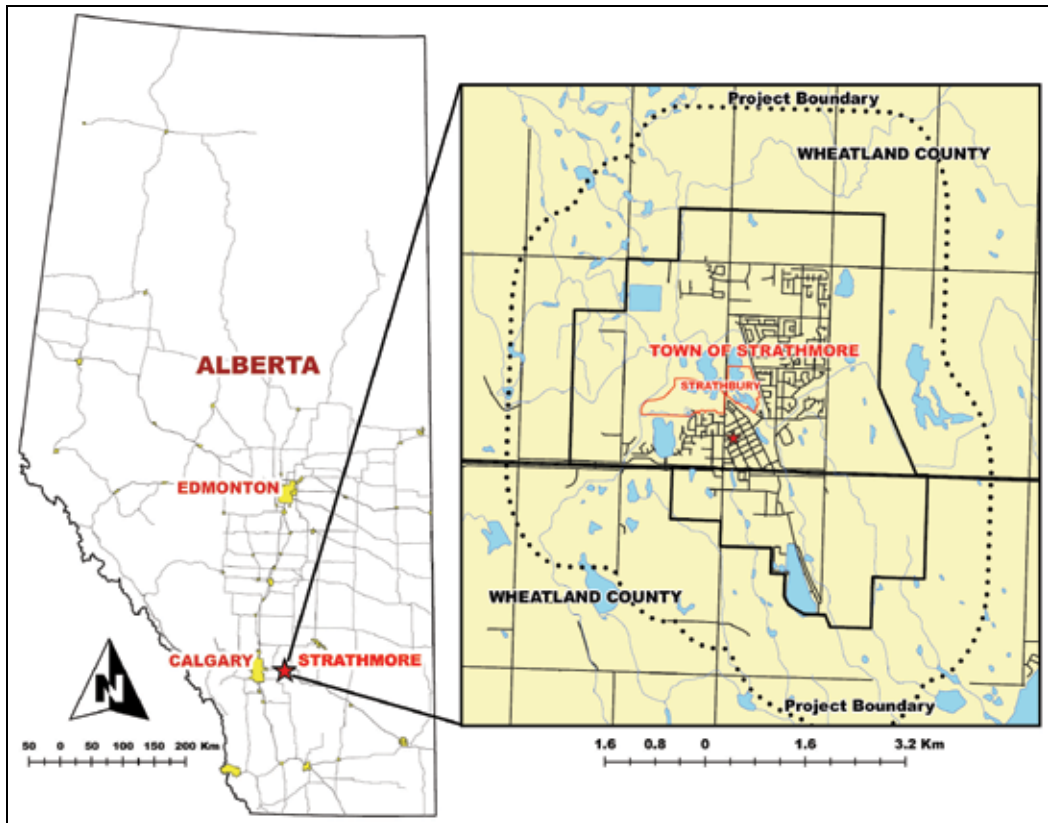 ALBERTA
EDMONTON
CALGARY
STRATHMORE
N
50 0 50 100 150 200 Km
Project Boundary
WHEATLAND COUNTY
TOWN OF STRATHMORE
STRATHBURY
WHEATLAND COUNTY
Project Boundary
1.6 0.8 0 1.6 3.2 Km